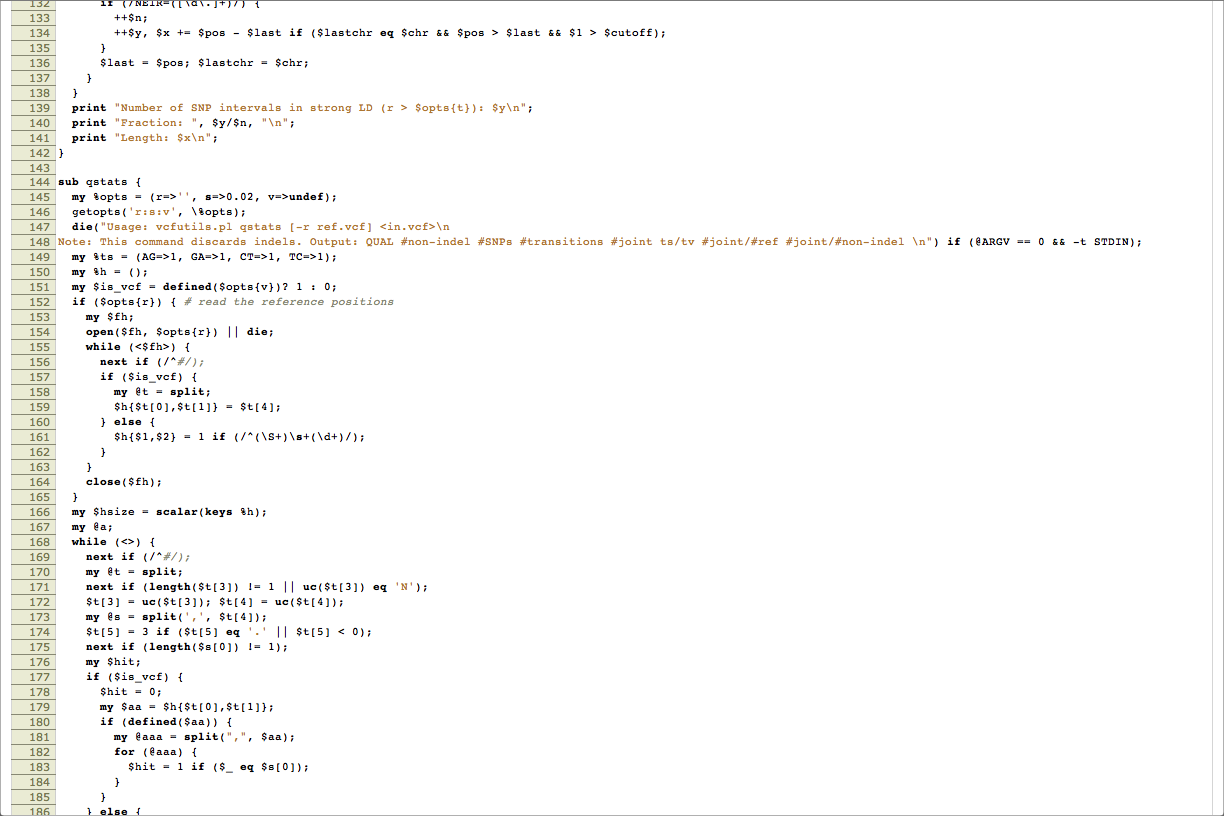 132       if (/NEIR=([\d\.]+)/) {
133         ++$n;
134         ++$y, $x += $pos - $last if ($lastchr eq $chr && $pos > $last && $1 > $cutoff);
135       }
136       $last = $pos; $lastchr = $chr;
137     }
138   }
139   print "Number of SNP intervals in strong LD (r > $opts{t}): $y\n";
140   print "Fraction: ", $y/$n, "\n";
141   print "Length: $x\n";
142 }
143
144 sub qstats {
145   my %opts = (r=>'', s=>0.02, v=>undef);
146   getopts('r:s:v', \%opts);
147   die("Usage: vcfutils.pl qstats [-r ref.vcf] <in.vcf>\n
148 Note: This command discards indels. Output: QUAL #non-indel #SNPs #transitions #joint ts/tv #joint/#ref #joint/#non-indel \n") if (@ARGV == 0 && -t STDIN);
149   my %ts = (AG=>1, GA=>1, CT=>1, TC=>1);
150   my %h = ();
151   my $is_vcf = defined($opts{v})? 1 : 0;
152   if ($opts{r}) { # read the reference positions
153     my $fh;
154     open($fh, $opts{r}) || die;
155     while (<$fh>) {
156       next if (/^#/);
157       if ($is_vcf) {
158         my @t = split;
159         $h{$t[0],$t[1]} = $t[4];
160       } else {
161         $h{$1,$2} = 1 if (/^(\S+)\s+(\d+)/);
162       }
163     }
164     close($fh);
165   }
166   my $hsize = scalar(keys %h);
167   my @a;
168   while (<>) {
169     next if (/^#/);
170     my @t = split;
171     next if (length($t[3]) != 1 || uc($t[3]) eq 'N');
172     $t[3] = uc($t[3]); $t[4] = uc($t[4]);
173     my @s = split(',', $t[4]);
174     $t[5] = 3 if ($t[5] eq '.' || $t[5] < 0);
175     next if (length($s[0]) != 1);
176     my $hit;
177     if ($is_vcf) {
178       $hit = 0;
179       my $aa = $h{$t[0],$t[1]};
180       if (defined($aa)) {
181         my @aaa = split(",", $aa);
182         for (@aaa) {
183           $hit = 1 if ($_ eq $s[0]);
184         }
185       }
186     } else {